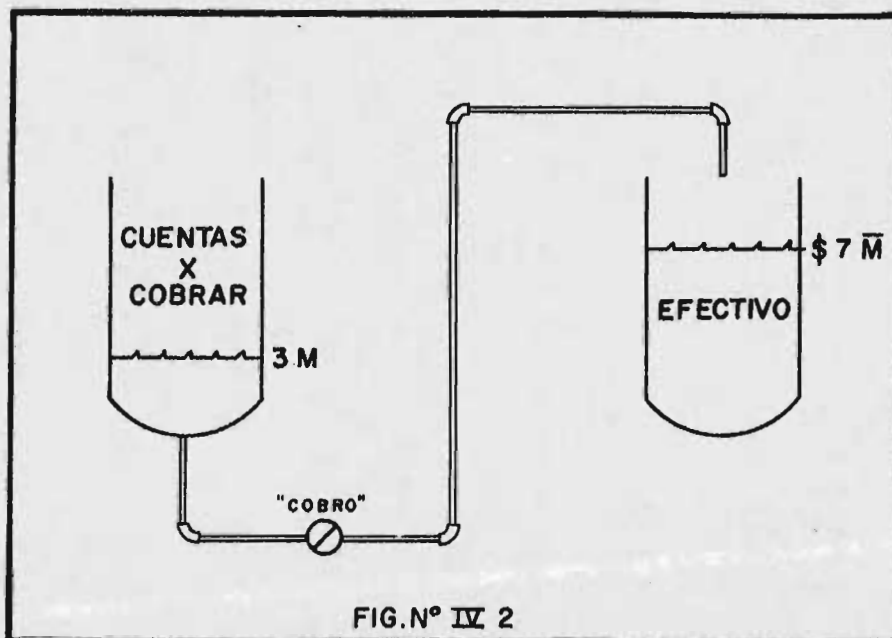 CUENTAS
X
COBRAR
3 M
$ 7 M̅
EFECTIVO
"COBRO"
FIG.Nº IV 2